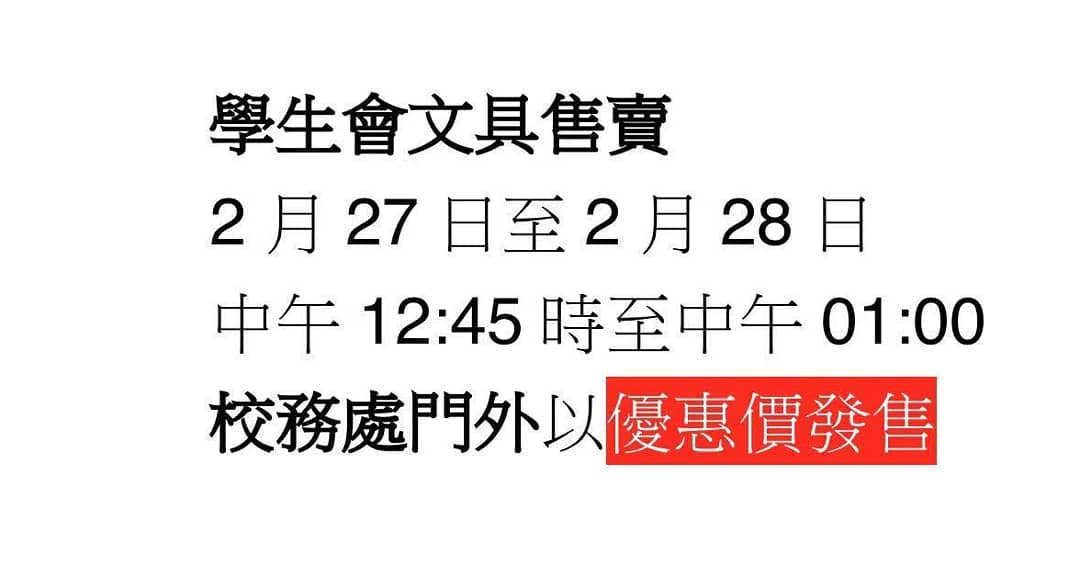 學生會文具售賣
2 月 27 日至 2 月 28 日
中午 12:45 時至中午 01:00
校務處門外以優惠價發售